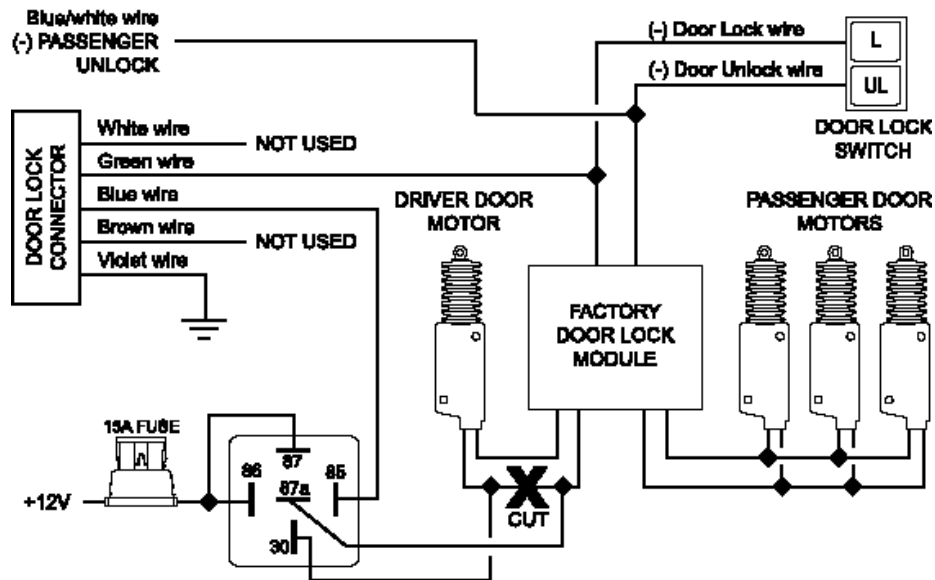 Blue/white wire
(-) PASSENGER
UNLOCK
(-) Door Lock wire
L
(-) Door Unlock wire
UL
DOOR LOCK
SWITCH
DOOR LOCK
CONNECTOR
White wire
NOT USED
Green wire
Blue wire
Brown wire
NOT USED
Violet wire
DRIVER DOOR
MOTOR
PASSENGER DOOR
MOTORS
FACTORY
DOOR LOCK
MODULE
15A FUSE
+12V
86
87
85
87a
30
X
CUT